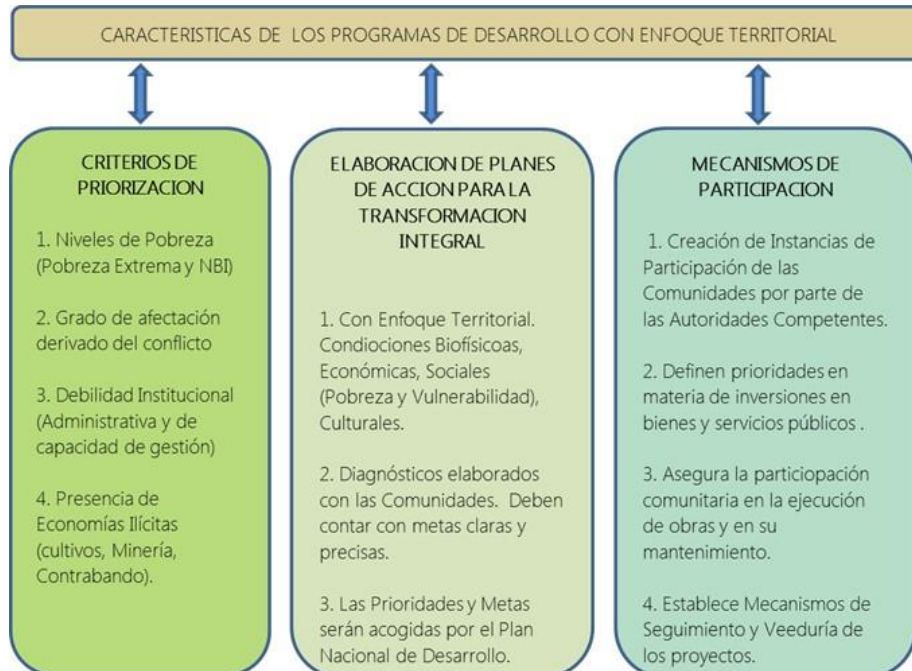 CARACTERISTICAS DE LOS PROGRAMAS DE DESARROLLO CON ENFOQUE TERRITORIAL
CRITERIOS DE
PRIORIZACION
1. Niveles de Pobreza
(Pobreza Extrema y NBI)
2. Grado de afectación
derivado del conflicto
3. Debilidad Institucional
(Administrativa y de
capacidad de gestión)
4. Presencia de
Economías Ilícitas
(cultivos, Minería,
Contrabando).
ELABORACION DE PLANES
DE ACCION PARA LA
TRANSFORMACION
INTEGRAL
1. Con Enfoque Territorial.
Condiociones Biofísicoas,
Económicas, Sociales
(Pobreza y Vulnerabilidad),
Culturales.
2. Diagnósticos elaborados
con las Comunidades. Deben
contar con metas claras y
precisas.
3. Las Prioridades y Metas
serán acogidas por el Plan
Nacional de Desarrollo.
MECANISMOS DE
PARTICIPACION
1. Creación de Instancias de
Participación de las
Comunidades por parte de
las Autoridades Competentes.
2. Definen prioridades en
materia de inversiones en
bienes y servicios públicos .
3. Asegura la particiopación
comunitaria en la ejecución
de obras y en su
mantenimiento.
4. Establece Mecanismos de
Seguimiento y Veeduría de
los proyectos.